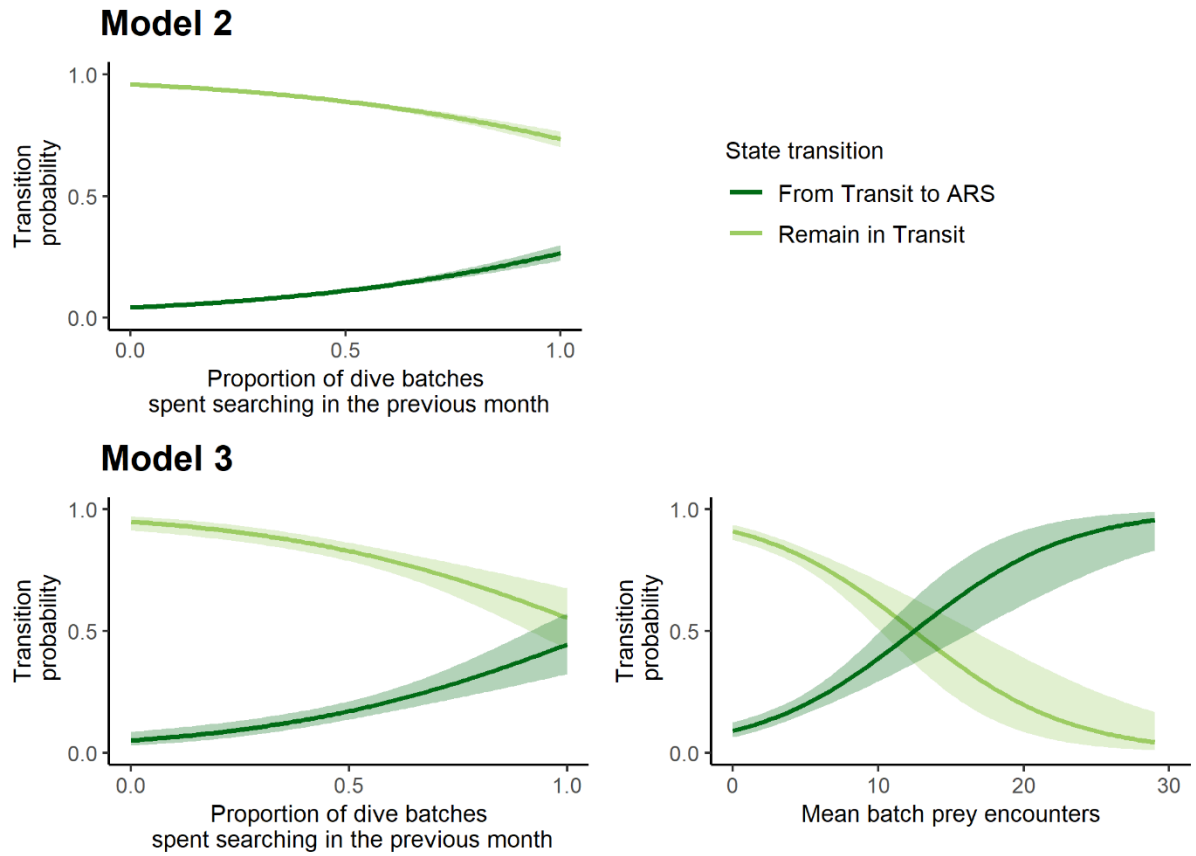 Model 2
Transition
probability
1.0
0.5
0.0
0.0
0.5
1.0
Proportion of dive batches
spent searching in the previous month
State transition
From Transit to ARS
Remain in Transit
Model 3
Transition
probability
1.0
0.5
0.0
0.0
0.5
1.0
Proportion of dive batches
spent searching in the previous month
Transition
probability
1.0
0.5
0.0
0
10
20
30
Mean batch prey encounters